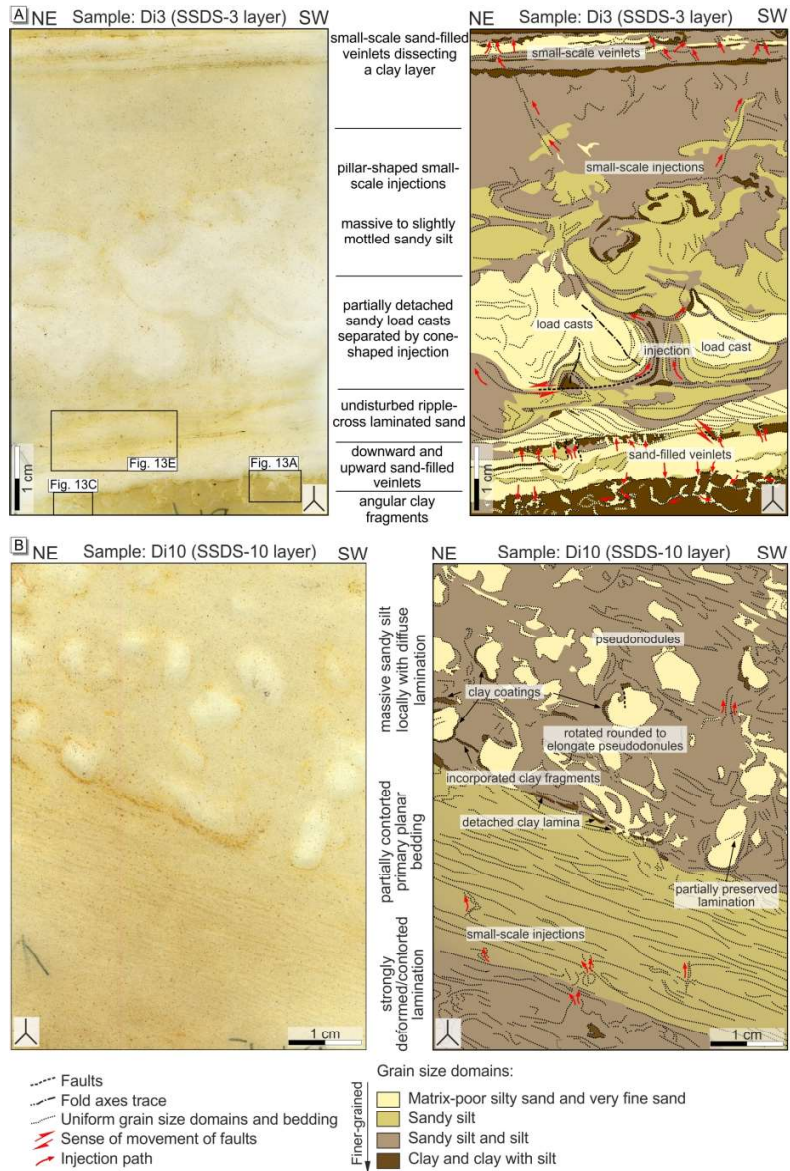 A NE Sample: Di3 (SSDS-3 layer) SW
small-scale sand-filled
veinlets dissecting
a clay layer
pillar-shaped small-
scale injections
massive to slightly
mottled sandy silt
partially detached
sandy load casts
separated by cone-
shaped injection
undisturbed ripple-
cross laminated sand
downward and
upward sand-filled
veinlets
angular clay
fragments
Fig. 13E
Fig. 13A
Fig. 13C
1 cm
NE Sample: Di3 (SSDS-3 layer) SW
small-scale veinlets
small-scale injections
load casts
load cast
injection
sand-filled veinlets
1 cm
B NE Sample: Di10 (SSDS-10 layer) SW
massive sandy silt
locally with diffuse
lamination
partially contorted
primary planar
bedding
strongly
deformed/contorted
lamination
1 cm
NE Sample: Di10 (SSDS-10 layer) SW
pseudonodules
clay coatings
rotated rounded to
elongate pseudodonules
incorporated clay fragments
detached clay lamina
partially preserved
lamination
small-scale injections
1 cm
Faults
Fold axes trace
Uniform grain size domains and bedding
Sense of movement of faults
Injection path
Grain size domains:
Finer-grained
Matrix-poor silty sand and very fine sand
Sandy silt
Sandy silt and silt
Clay and clay with silt